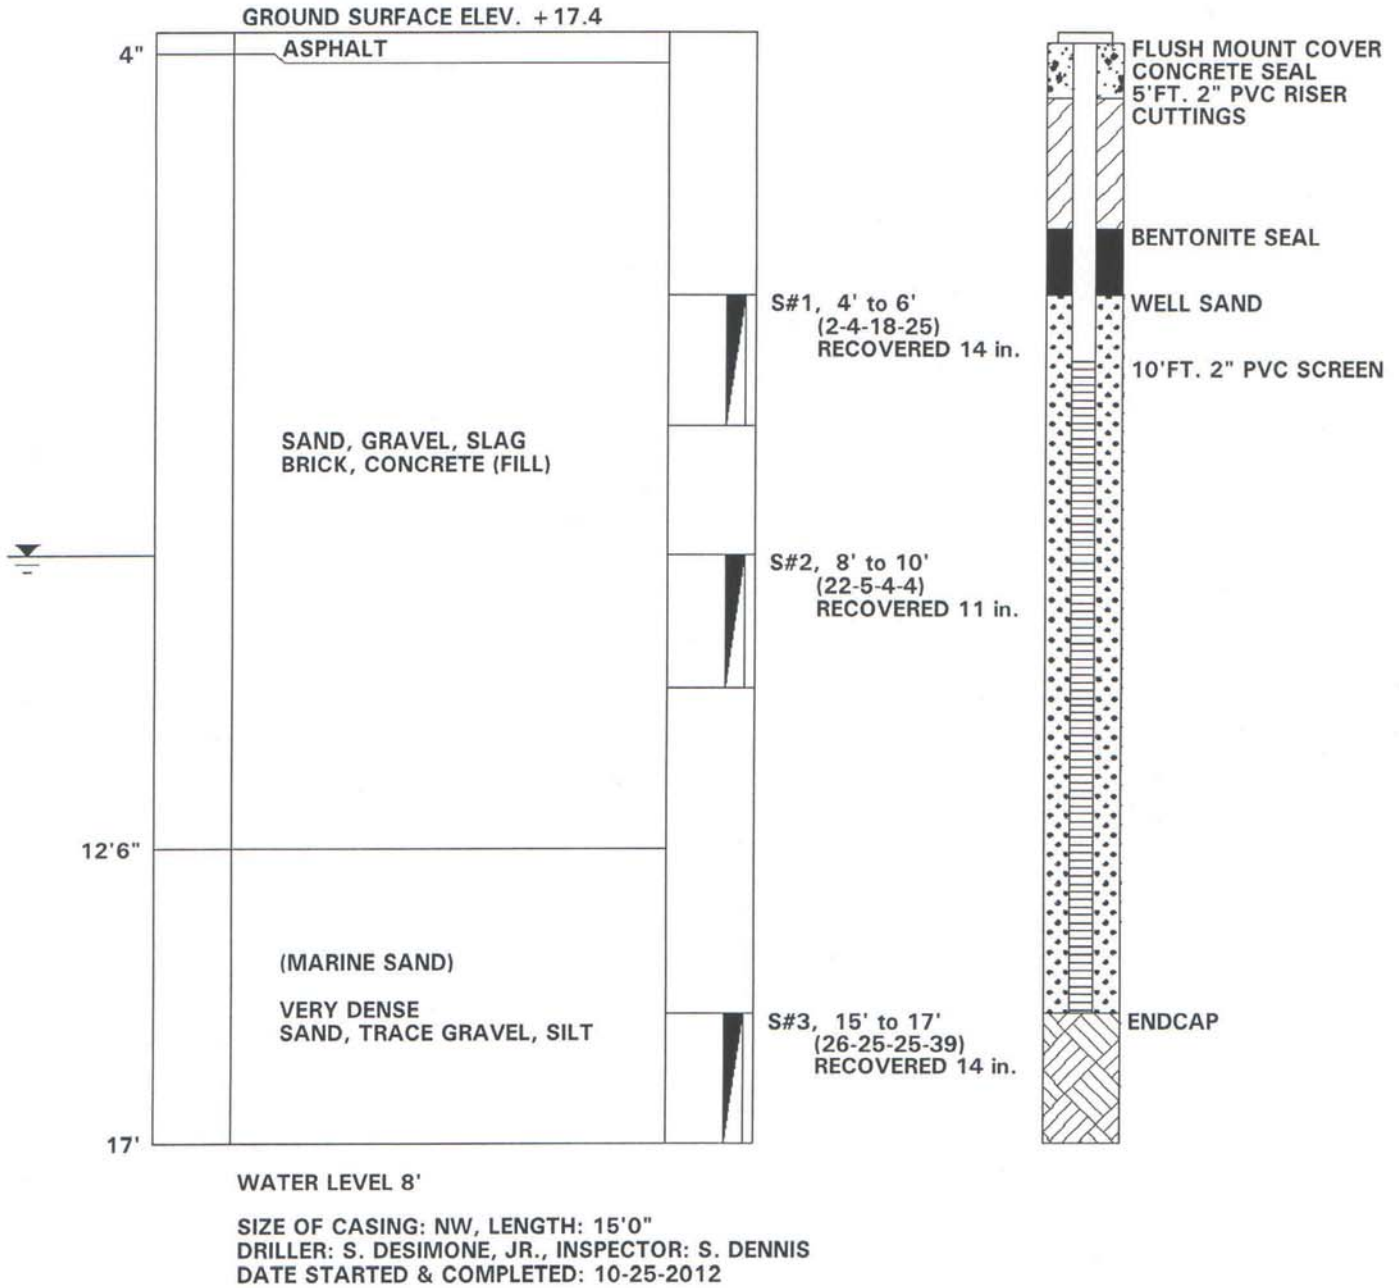 GROUND SURFACE ELEV. +17.4
4"
ASPHALT
FLUSH MOUNT COVER
CONCRETE SEAL
5'FT. 2" PVC RISER
CUTTINGS
BENTONITE SEAL
S#1, 4' to 6'
(2-4-18-25)
RECOVERED 14 in.
WELL SAND
10'FT. 2" PVC SCREEN
SAND, GRAVEL, SLAG
BRICK, CONCRETE (FILL)
S#2, 8' to 10'
(22-5-4-4)
RECOVERED 11 in.
12'6"
(MARINE SAND)
VERY DENSE
SAND, TRACE GRAVEL, SILT
S#3, 15' to 17'
(26-25-25-39)
RECOVERED 14 in.
ENDCAP
17'
WATER LEVEL 8'
SIZE OF CASING: NW, LENGTH: 15'0"
DRILLER: S. DESIMONE, JR., INSPECTOR: S. DENNIS
DATE STARTED & COMPLETED: 10-25-2012